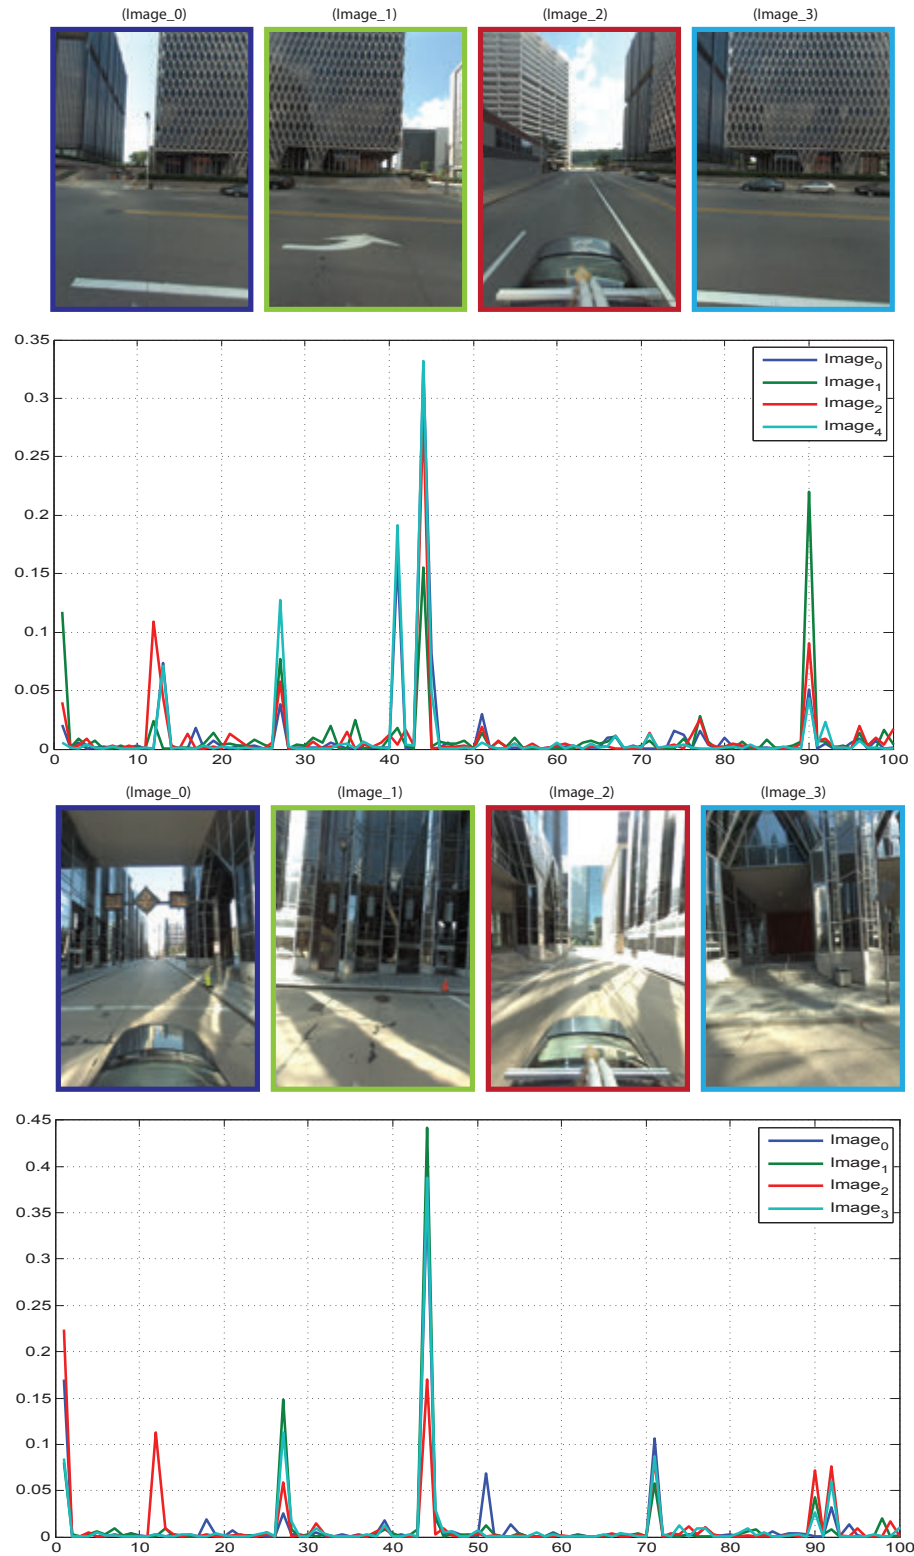 (Image_0) (Image_1) (Image_2) (Image_3)
0.35
0.3
0.25
0.2
0.15
0.1
0.05
0
0 10 20 30 40 50 60 70 80 90 100
Image₀
Image₁
Image₂
Image₄
(Image_0) (Image_1) (Image_2) (Image_3)
0.45
0.4
0.35
0.3
0.25
0.2
0.15
0.1
0.05
0
0 10 20 30 40 50 60 70 80 90 100
Image₀
Image₁
Image₂
Image₃